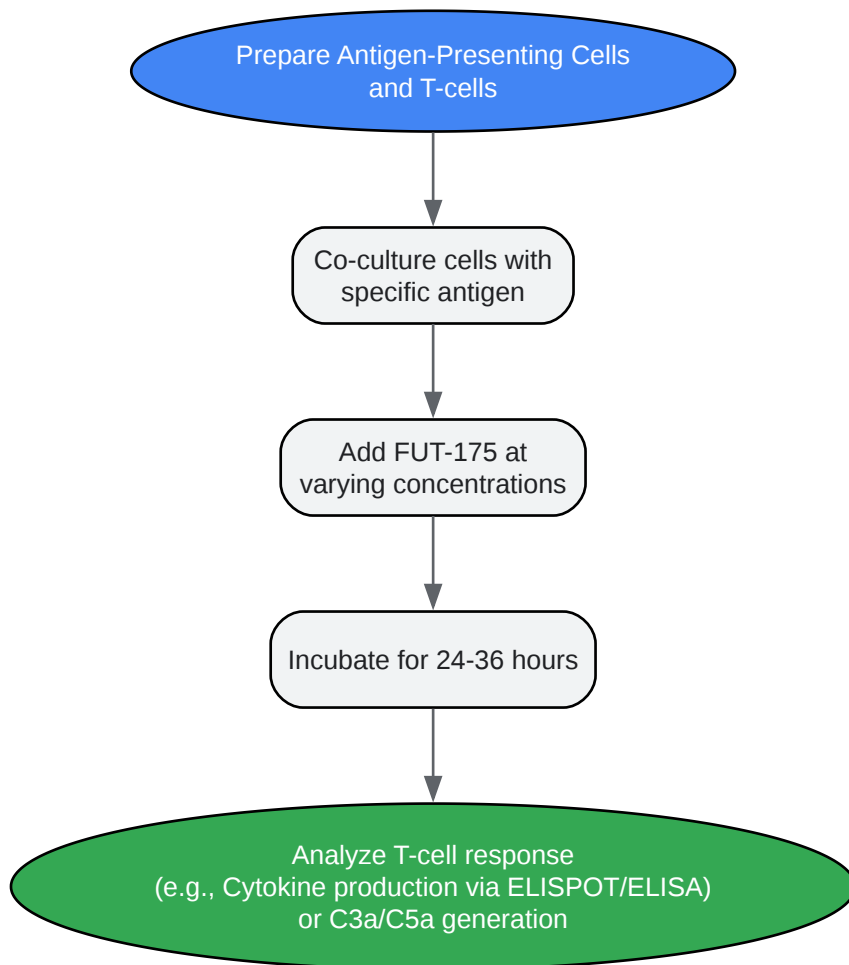 Prepare Antigen-Presenting Cells
and T-cells
Co-culture cells with
specific antigen
Add FUT-175 at
varying concentrations
Incubate for 24-36 hours
Analyze T-cell response
(e.g., Cytokine production via ELISPOT/ELISA)
or C3a/C5a generation